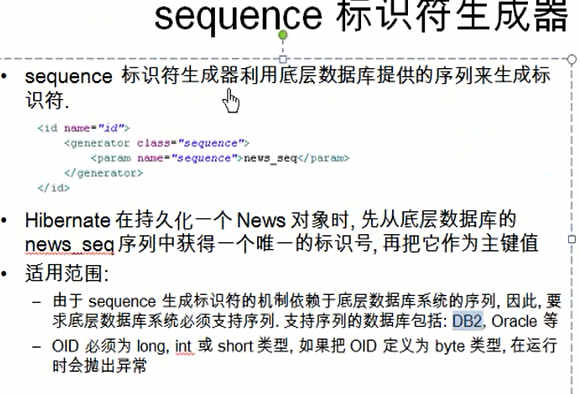 sequence 标识符生成器
• sequence 标识符生成器利用底层数据库提供的序列来生成标
识符.
<id name="id">
<generator class="sequence">
<param name="sequence">news_seq</param>
</generator>
</id>
• Hibernate 在持久化一个 News 对象时, 先从底层数据库的
news_seq 序列中获得一个唯一的标识号, 再把它作为主键值
• 适用范围:
– 由于 sequence 生成标识符的机制依赖于底层数据库系统的序列, 因此, 要
求底层数据库系统必须支持序列. 支持序列的数据库包括: DB2, Oracle 等
– OID 必须为 long, int 或 short 类型, 如果把 OID 定义为 byte 类型, 在运行
时会抛出异常